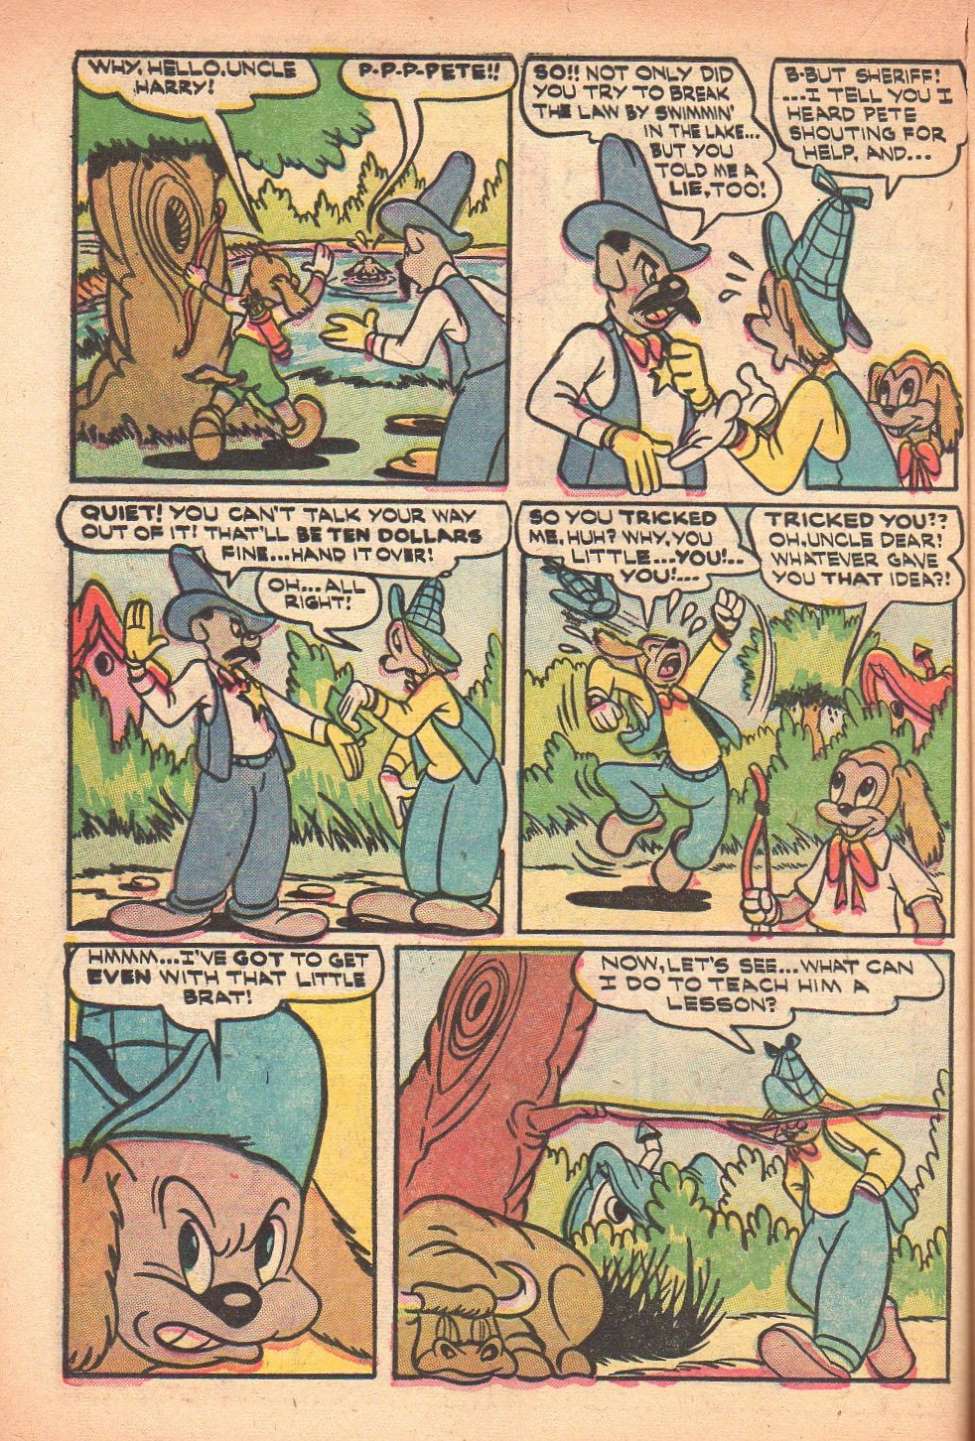 WHY, HELLO, UNCLE
HARRY!
P-P-P-PETE!!
SO!! NOT ONLY DID
YOU TRY TO BREAK
THE LAW BY SWIMMIN'
IN THE LAKE...
BUT YOU
TOLD ME A
LIE, TOO!
B-BUT SHERIFF!
...I TELL YOU I
HEARD PETE
SHOUTING FOR
HELP, AND...
QUIET! YOU CAN'T TALK YOUR WAY
OUT OF IT! THAT'LL BE TEN DOLLARS
FINE...HAND IT OVER!
OH...ALL
RIGHT!
SO YOU TRICKED
ME, HUH? WHY, YOU
LITTLE...YOU!..
YOU!...
TRICKED YOU??
OH, UNCLE DEAR!
WHATEVER GAVE
YOU THAT IDEA?!
HMMM...I'VE GOT TO GET
EVEN WITH THAT LITTLE
BRAT!
NOW, LET'S SEE...WHAT CAN
I DO TO TEACH HIM A
LESSON?